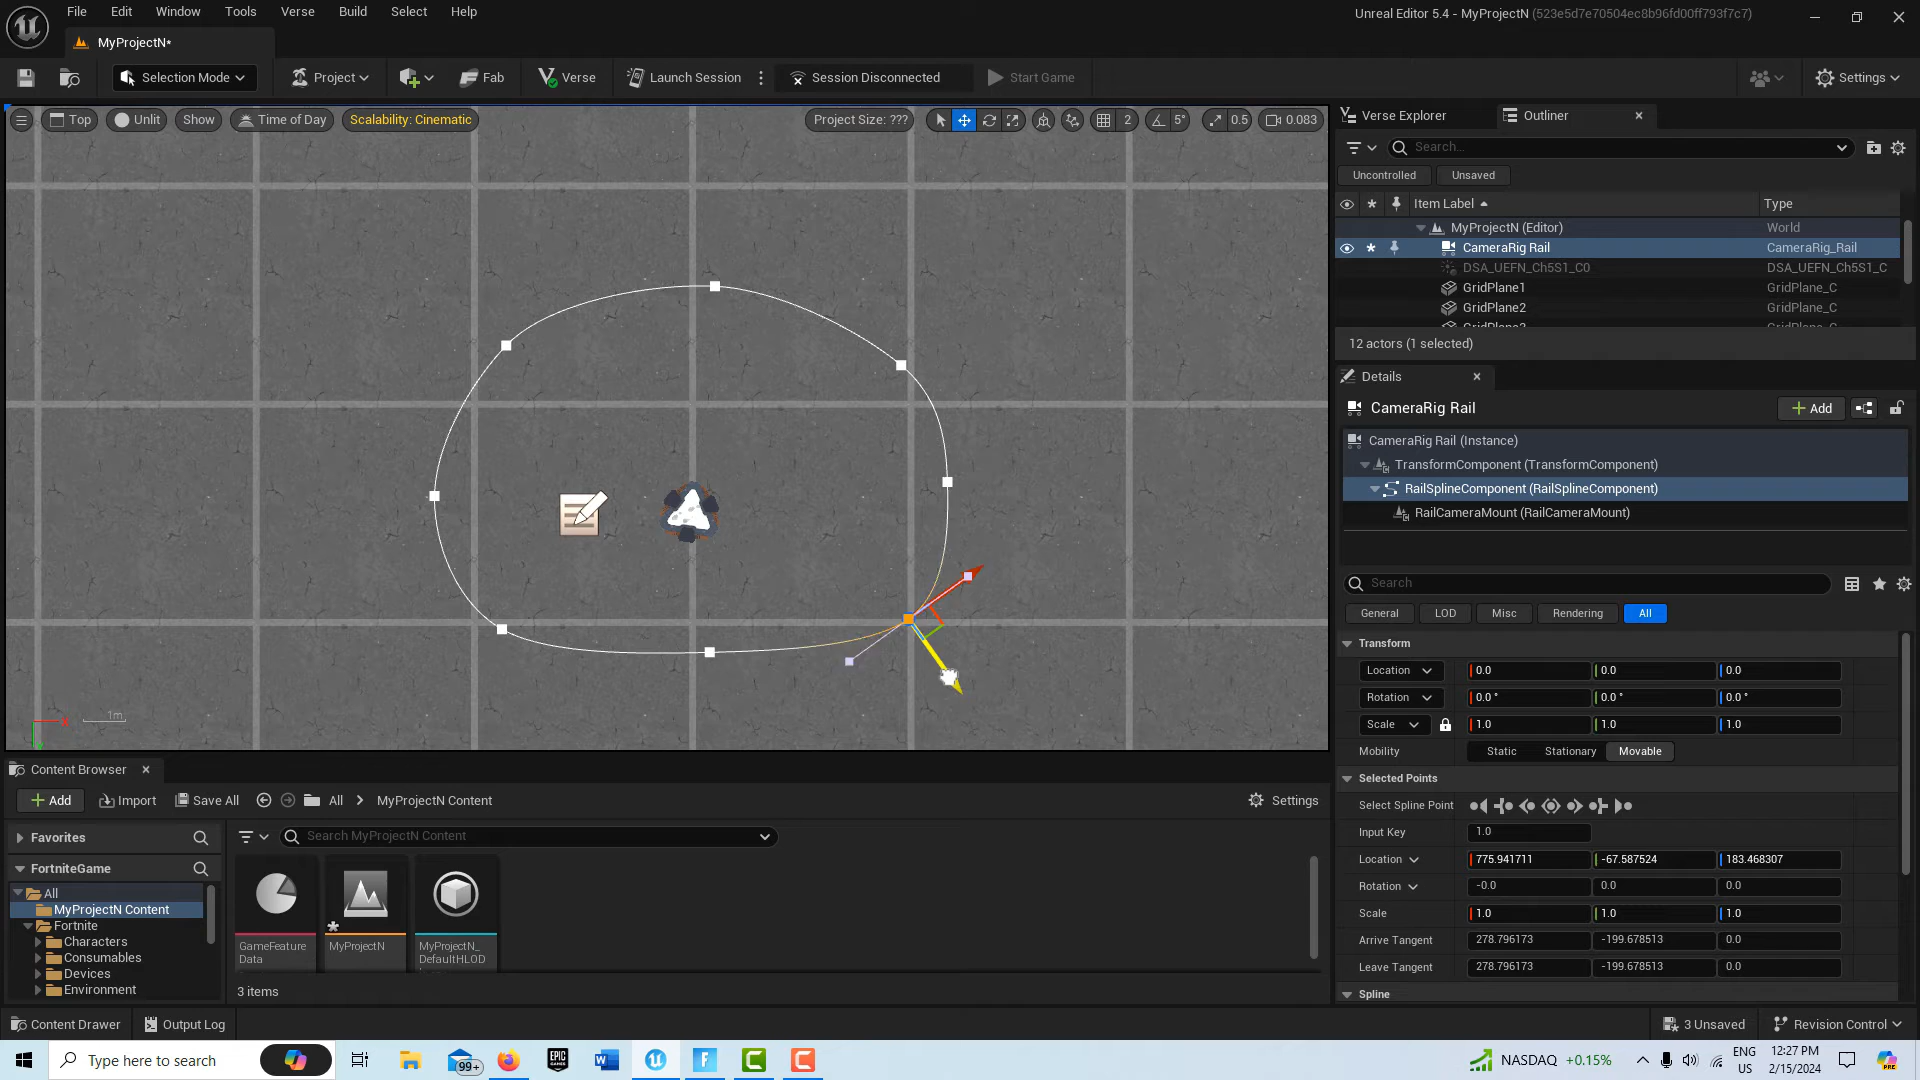 File Edit Window Tools Verse Build Select Help
Unreal Editor 5.4 - MyProjectN (523e5d7e70504ec8b96fd00ff793f7c7)
MyProjectN*
Selection Mode Project Fab Verse Launch Session Session Disconnected Start Game Settings
Top Unlit Show Time of Day Scalability: Cinematic Project Size: ??? 2 5° 0.5 0.083
1m
Verse Explorer Outliner
Search...
Uncontrolled Unsaved
Item Label Type
MyProjectN (Editor) World
CameraRig Rail CameraRig_Rail
DSA_UEFN_Ch5S1_C0 DSA_UEFN_Ch5S1_C
GridPlane1 GridPlane_C
GridPlane2 GridPlane_C
12 actors (1 selected)
Details
CameraRig Rail Add
CameraRig Rail (Instance)
TransformComponent (TransformComponent)
RailSplineComponent (RailSplineComponent)
RailCameraMount (RailCameraMount)
Search
General LOD Misc Rendering All
Transform
Location 0.0 0.0 0.0
Rotation 0.0 ° 0.0 ° 0.0 °
Scale 1.0 1.0 1.0
Mobility Static Stationary Movable
Selected Points
Select Spline Point
Input Key 1.0
Location 775.941711 -67.587524 183.468307
Rotation -0.0 0.0 0.0
Scale 1.0 1.0 1.0
Arrive Tangent 278.796173 -199.678513 0.0
Leave Tangent 278.796173 -199.678513 0.0
Spline
Content Browser
Add Import Save All All MyProjectN Content Settings
Favorites
Search MyProjectN Content
FortniteGame
All
MyProjectN Content
Fortnite
Characters
Consumables
Devices
Environment
GameFeature
Data
MyProjectN
MyProjectN_
DefaultHLOD
3 items
Content Drawer Output Log 3 Unsaved Revision Control
Type here to search
99+
EPIC GAMES
NASDAQ +0.15%
ENG
US
12:27 PM
2/15/2024
PRE